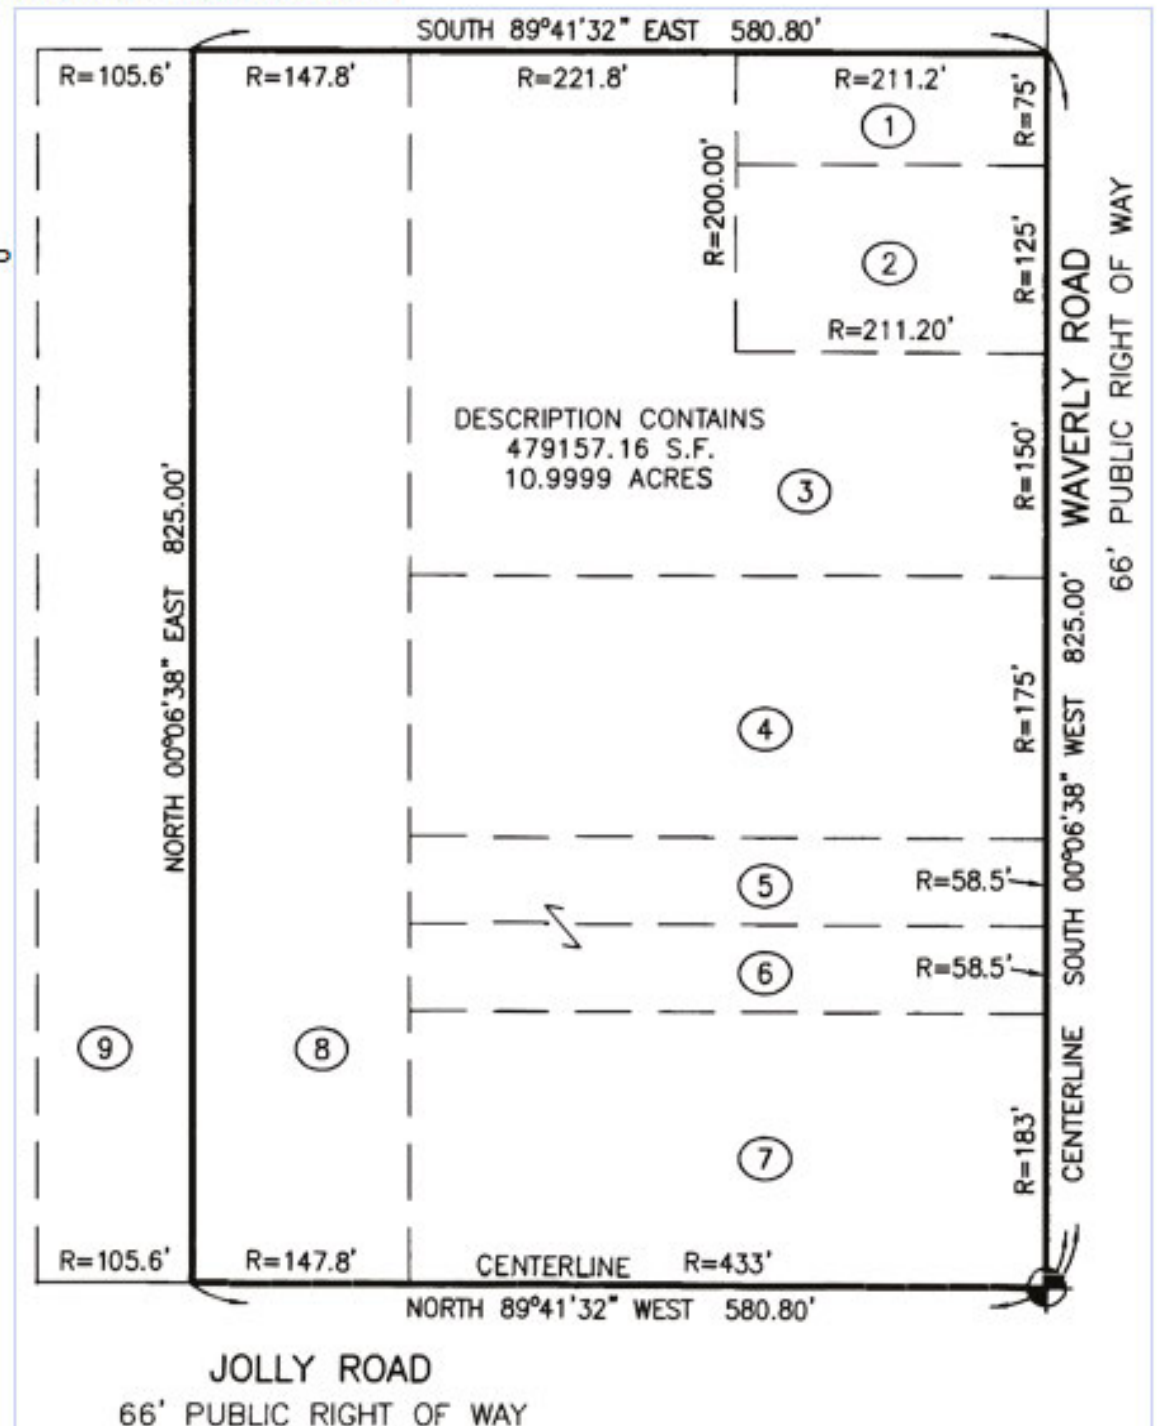 SOUTH 89°41'32" EAST 580.80'
R=105.6'
R=147.8'
R=221.8'
R=211.2'
R=75'
1
R=200.00'
2
R=125'
R=211.20'
WAVERLY ROAD
66' PUBLIC RIGHT OF WAY
DESCRIPTION CONTAINS
479157.16 S.F.
10.9999 ACRES
3
R=150'
NORTH 00°06'38" EAST 825.00'
4
R=175'
CENTERLINE SOUTH 00°06'38" WEST 825.00'
5
R=58.5'
6
R=58.5'
9
8
7
R=183'
R=105.6'
R=147.8'
CENTERLINE R=433'
NORTH 89°41'32" WEST 580.80'
JOLLY ROAD
66' PUBLIC RIGHT OF WAY